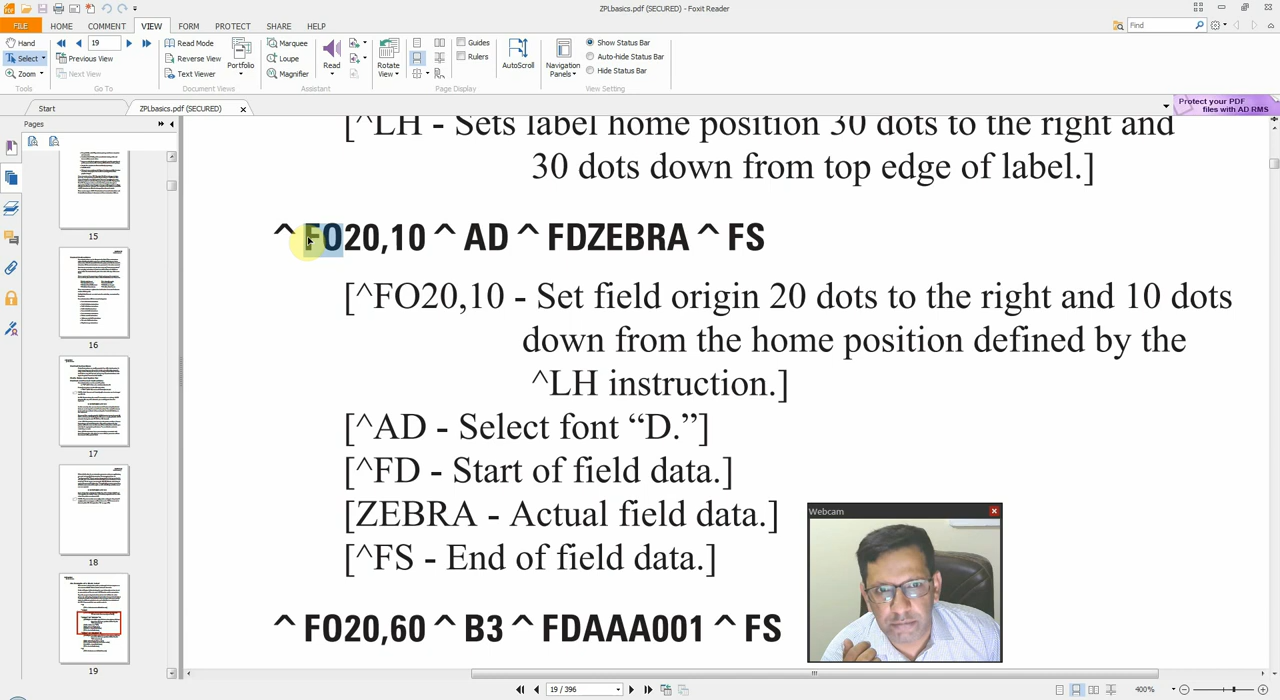 ZPLbasics.pdf (SECURED) - Foxit Reader
FILE HOME COMMENT VIEW FORM PROTECT SHARE HELP
Find
Hand
Select
Zoom
Tools
19
Previous View
Next View
Go To
Read Mode
Reverse View
Text Viewer
Portfolio
Document Views
Marquee
Loupe
Magnifier
Read
Assistant
Rotate View
Guides
Rulers
Page Display
AutoScroll
Navigation Panels
Show Status Bar
Auto-hide Status Bar
Hide Status Bar
View Setting
Start
ZPLbasics.pdf (SECURED)
Protect your PDF
files with AD RMS
Pages
15
16
17
18
19
[^LH - Sets label home position 30 dots to the right and
30 dots down from top edge of label.]
^FO20,10^AD^FDZEBRA^FS
[^FO20,10 - Set field origin 20 dots to the right and 10 dots
down from the home position defined by the
^LH instruction.]
[^AD - Select font “D.”]
[^FD - Start of field data.]
[ZEBRA - Actual field data.]
[^FS - End of field data.]
^FO20,60^B3^FDAAA001^FS
Webcam
19 / 396
400%